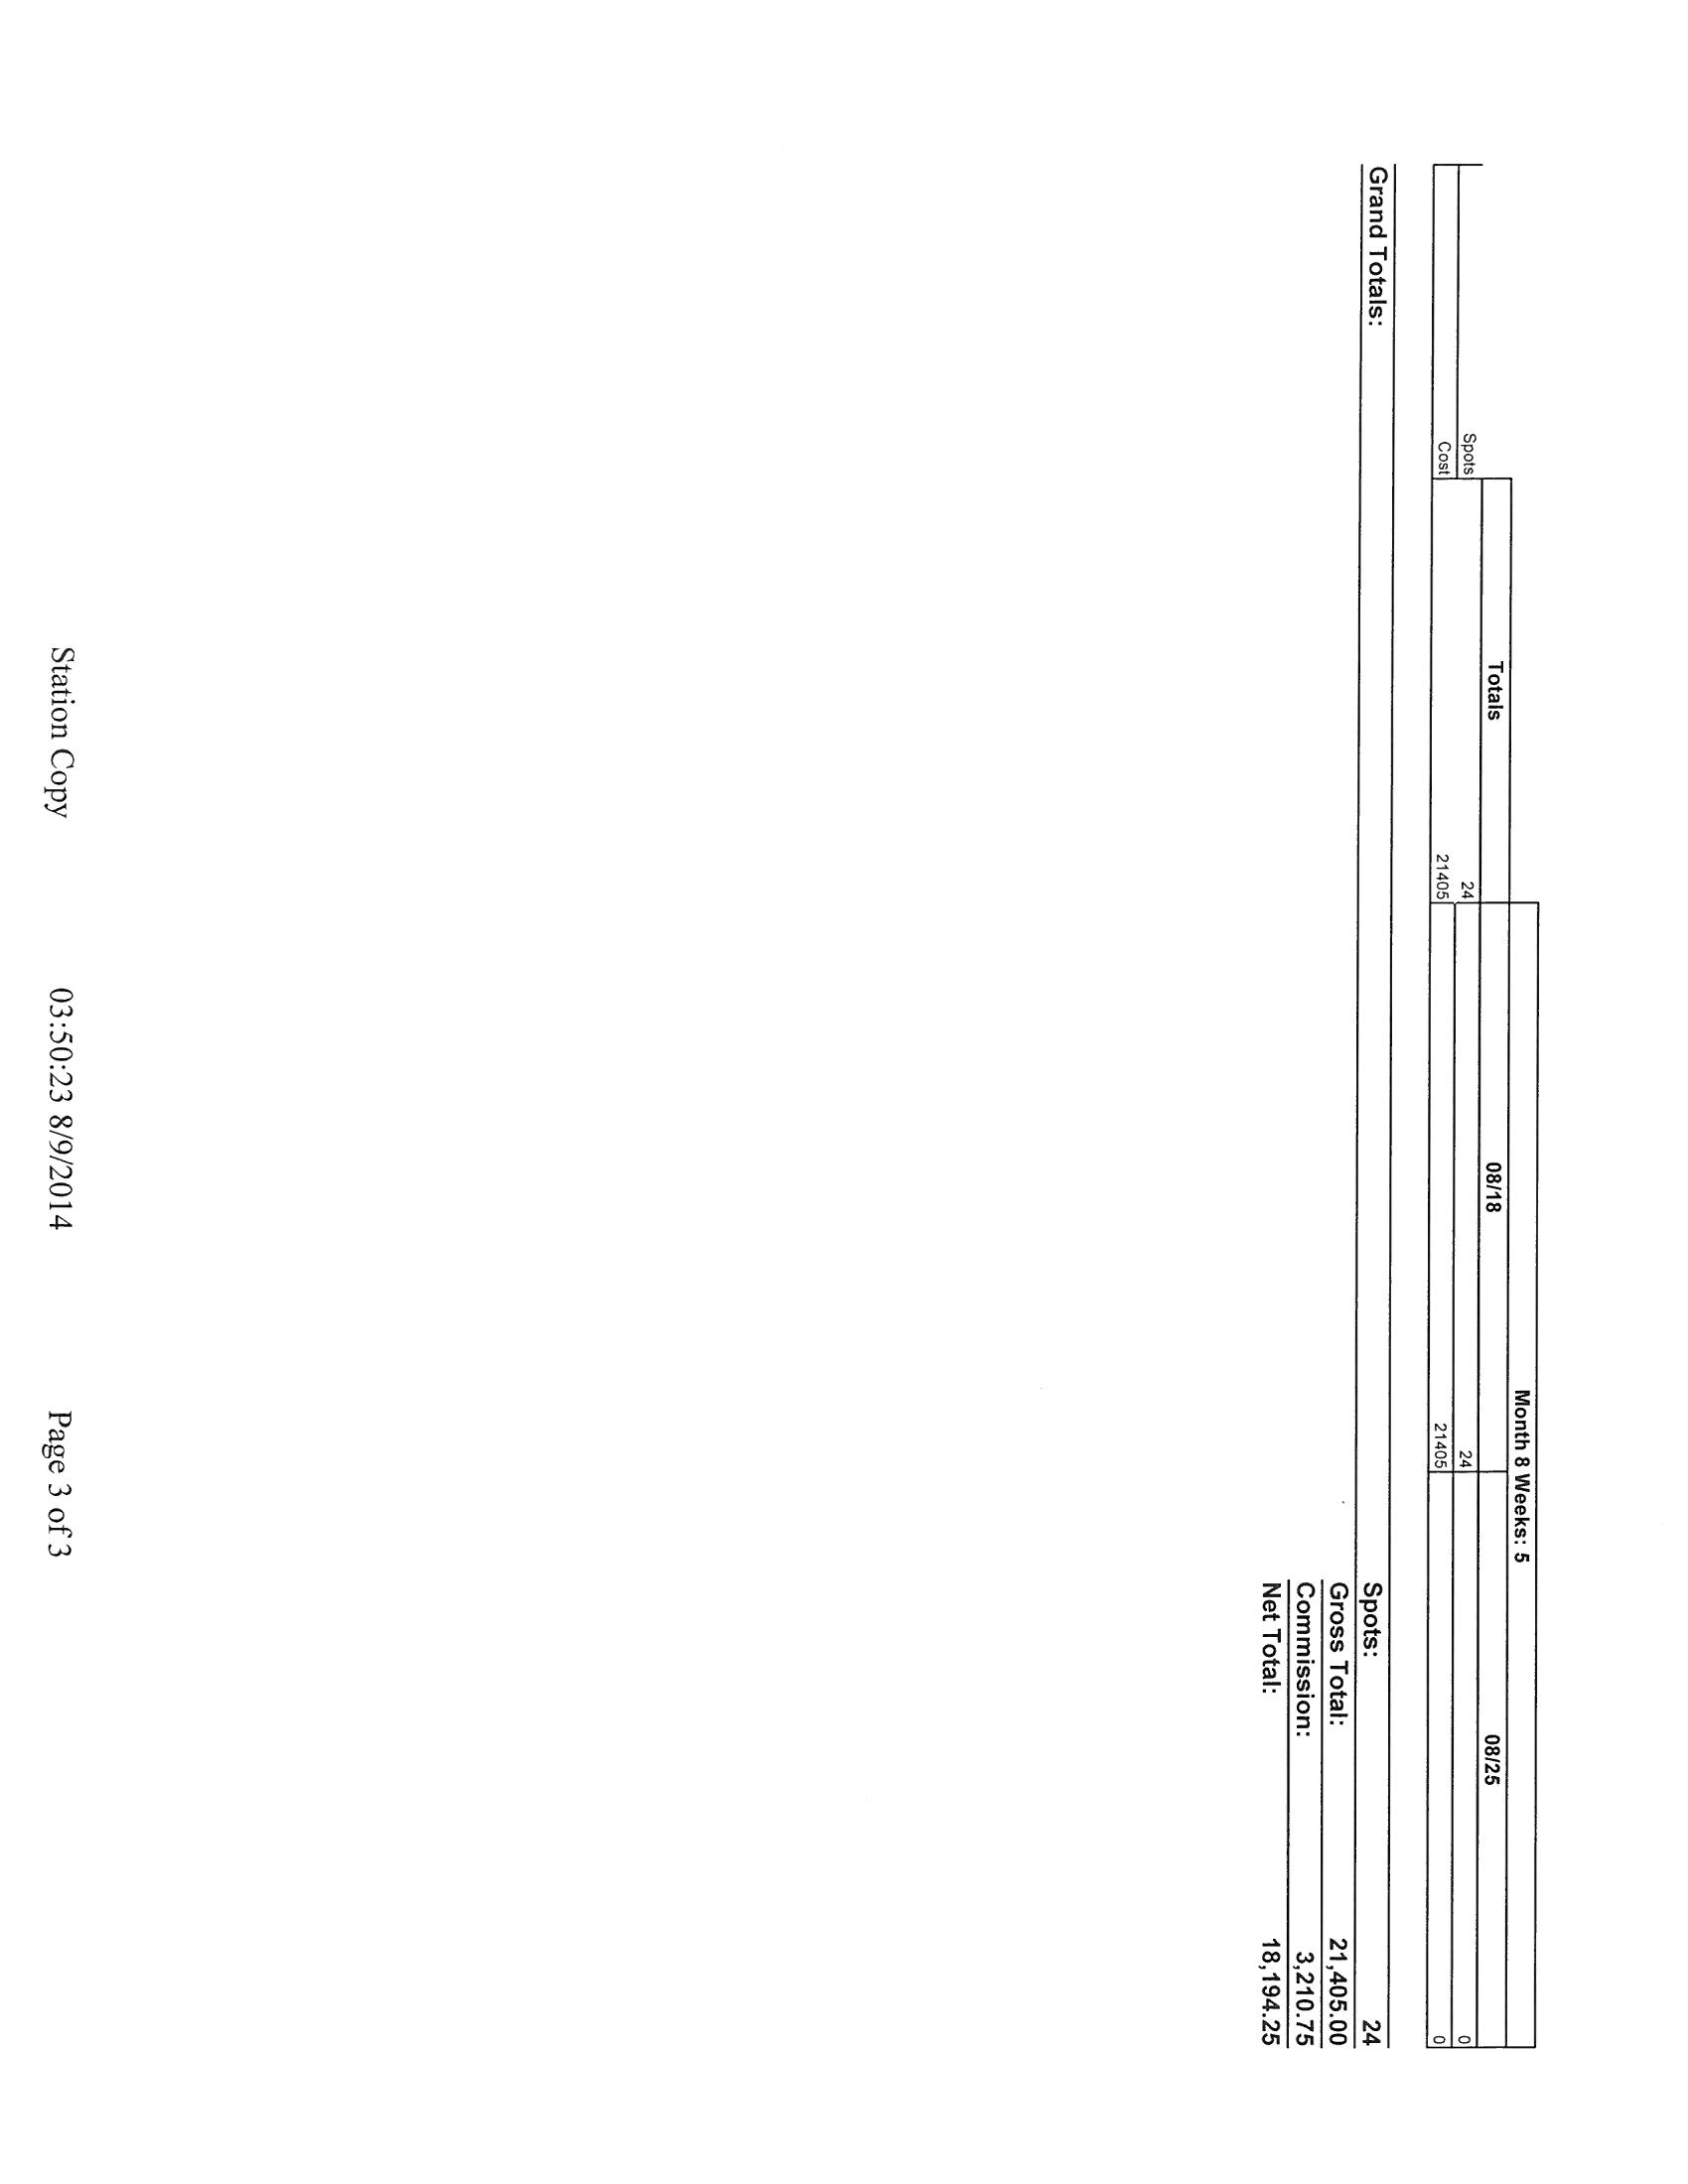 Month 8 Weeks: 5
Totals 08/18 08/25
Spots 24 24 0
Cost 21405 21405 0
Grand Totals: Spots: 24
Gross Total: 21,405.00
Commission: 3,210.75
Net Total: 18,194.25
Station Copy 03:50:23 8/9/2014 Page 3 of 3